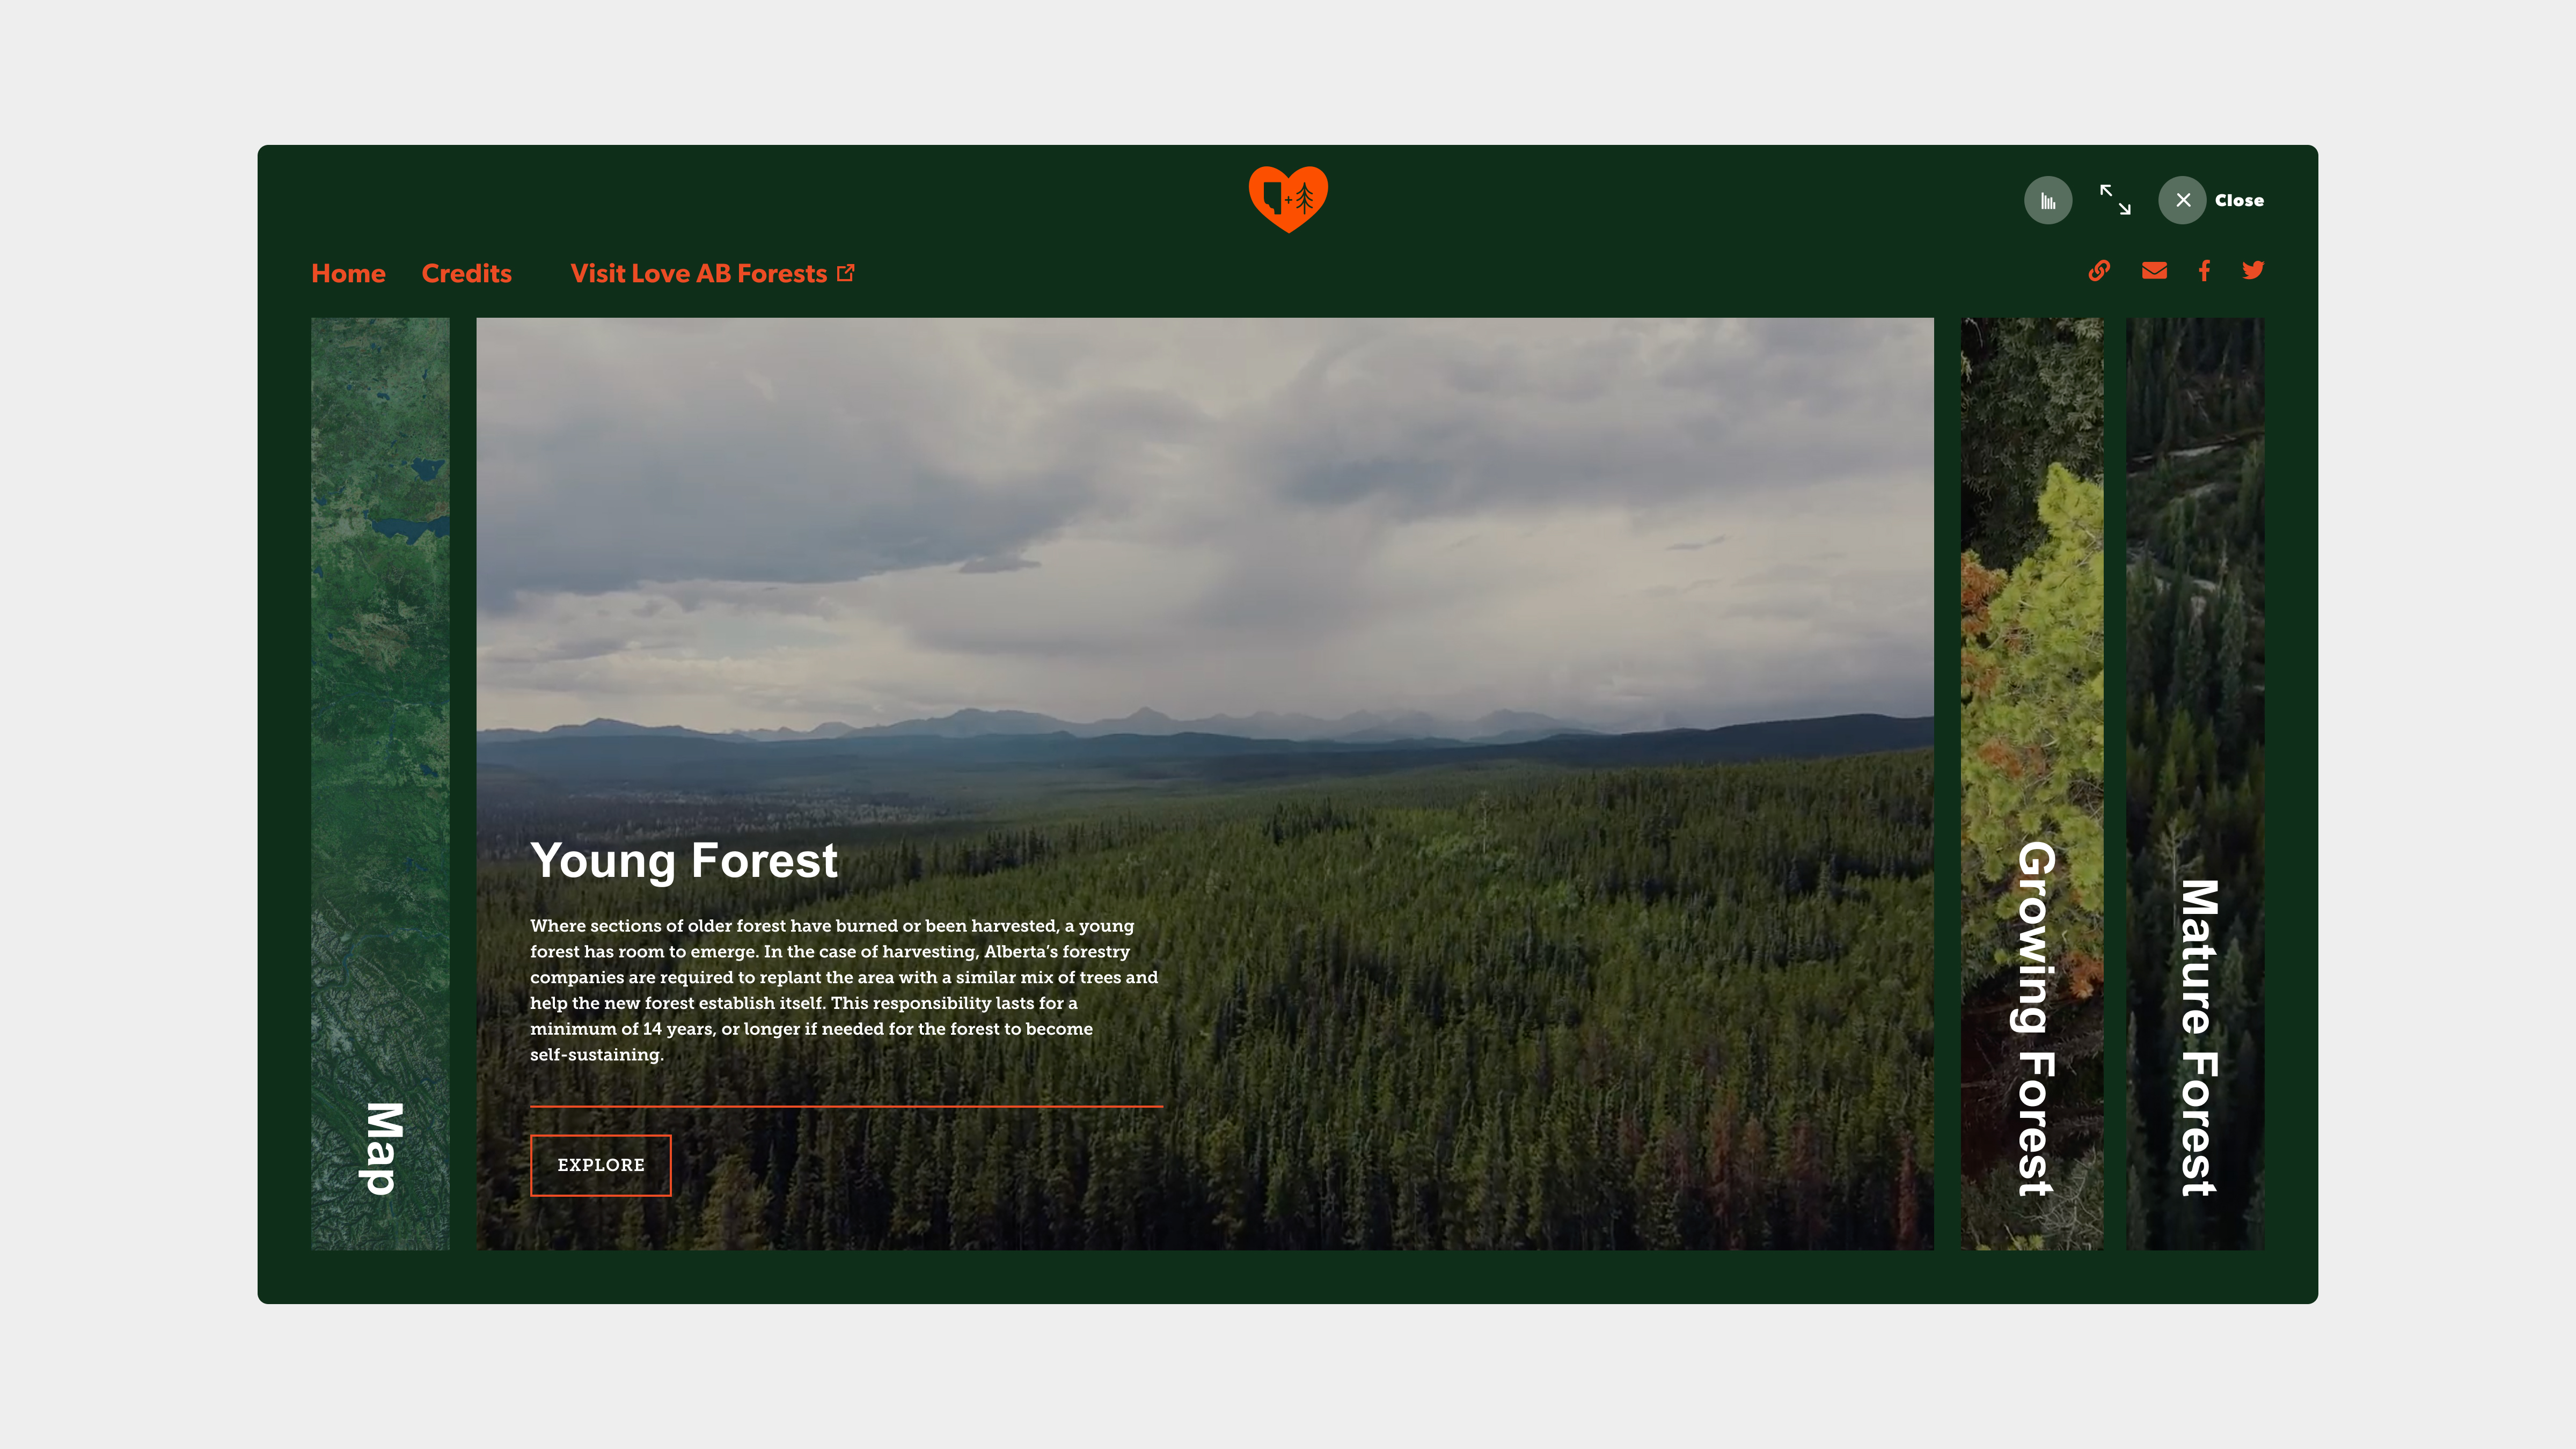 Close
Home
Credits
Visit Love AB Forests
Map
Young Forest
Where sections of older forest have burned or been harvested, a young
forest has room to emerge. In the case of harvesting, Alberta’s forestry
companies are required to replant the area with a similar mix of trees and
help the new forest establish itself. This responsibility lasts for a
minimum of 14 years, or longer if needed for the forest to become
self-sustaining.
EXPLORE
Growing Forest
Mature Forest